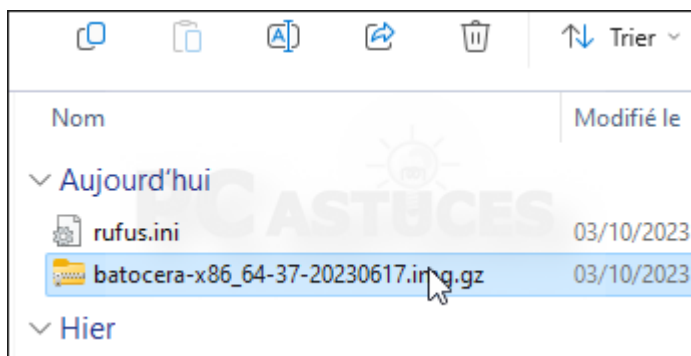 Trier
Nom Modifié le
Aujourd'hui
PC ASTUCES
rufus.ini 03/10/2023
batocera-x86_64-37-20230617.img.gz 03/10/2023
Hier